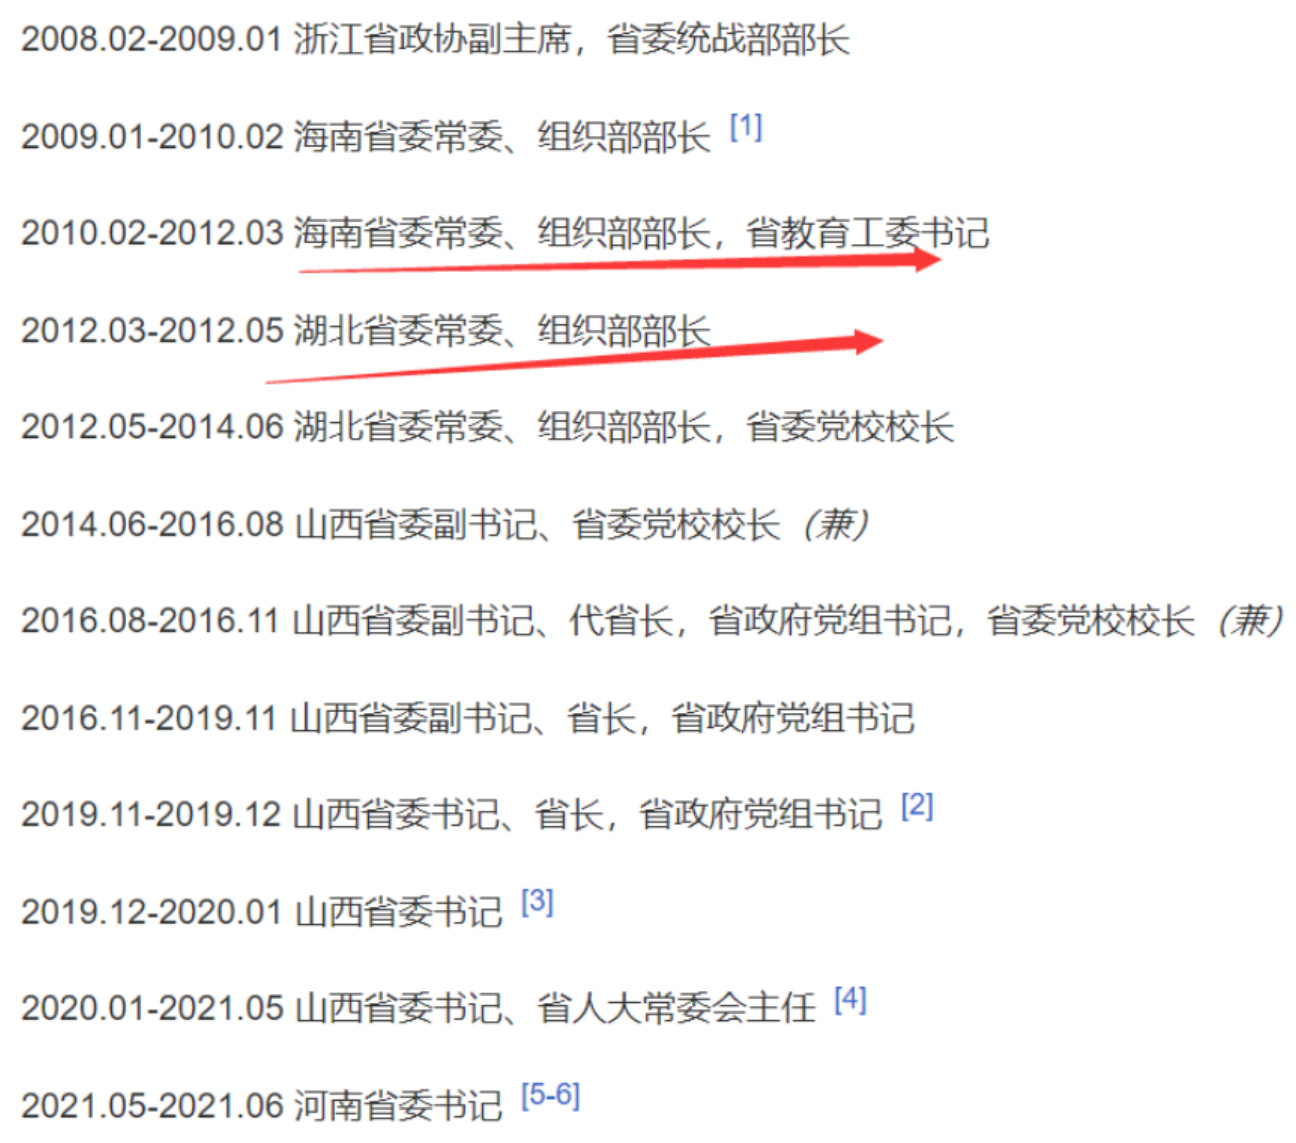 2008.02-2009.01 浙江省政协副主席，省委统战部部长
2009.01-2010.02 海南省委常委、组织部部长 [1]
2010.02-2012.03 海南省委常委、组织部部长，省教育工委书记
2012.03-2012.05 湖北省委常委、组织部部长
2012.05-2014.06 湖北省委常委、组织部部长，省委党校校长
2014.06-2016.08 山西省委副书记、省委党校校长（兼）
2016.08-2016.11 山西省委副书记、代省长，省政府党组书记，省委党校校长（兼）
2016.11-2019.11 山西省委副书记、省长，省政府党组书记
2019.11-2019.12 山西省委书记、省长，省政府党组书记 [2]
2019.12-2020.01 山西省委书记 [3]
2020.01-2021.05 山西省委书记、省人大常委会主任 [4]
2021.05-2021.06 河南省委书记 [5-6]